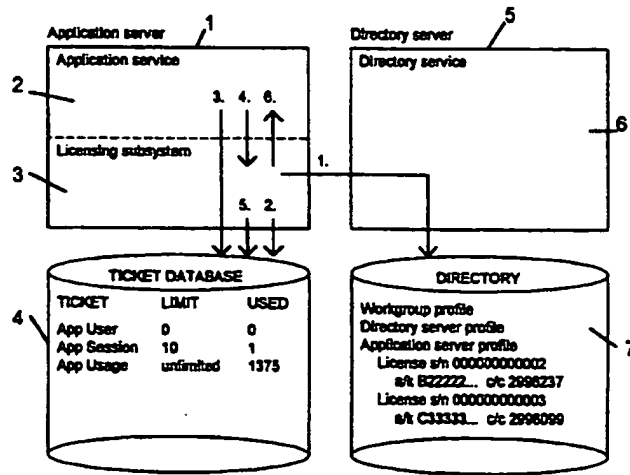 1
5
Application server
Directory server
Application service
Directory service
2
3. 4. 6.
6
Licensing subsystem
1.
3
5. 2.
TICKET DATABASE
DIRECTORY
TICKET LIMIT USED
Workgroup profile
4
App User 0 0
Directory server profile
App Session 10 1
Application server profile
7
App Usage unlimited 1375
License s/n 000000000002
a/k B22222... c/c 2996237
License s/n 000000000003
a/k C33333... c/c 2996099